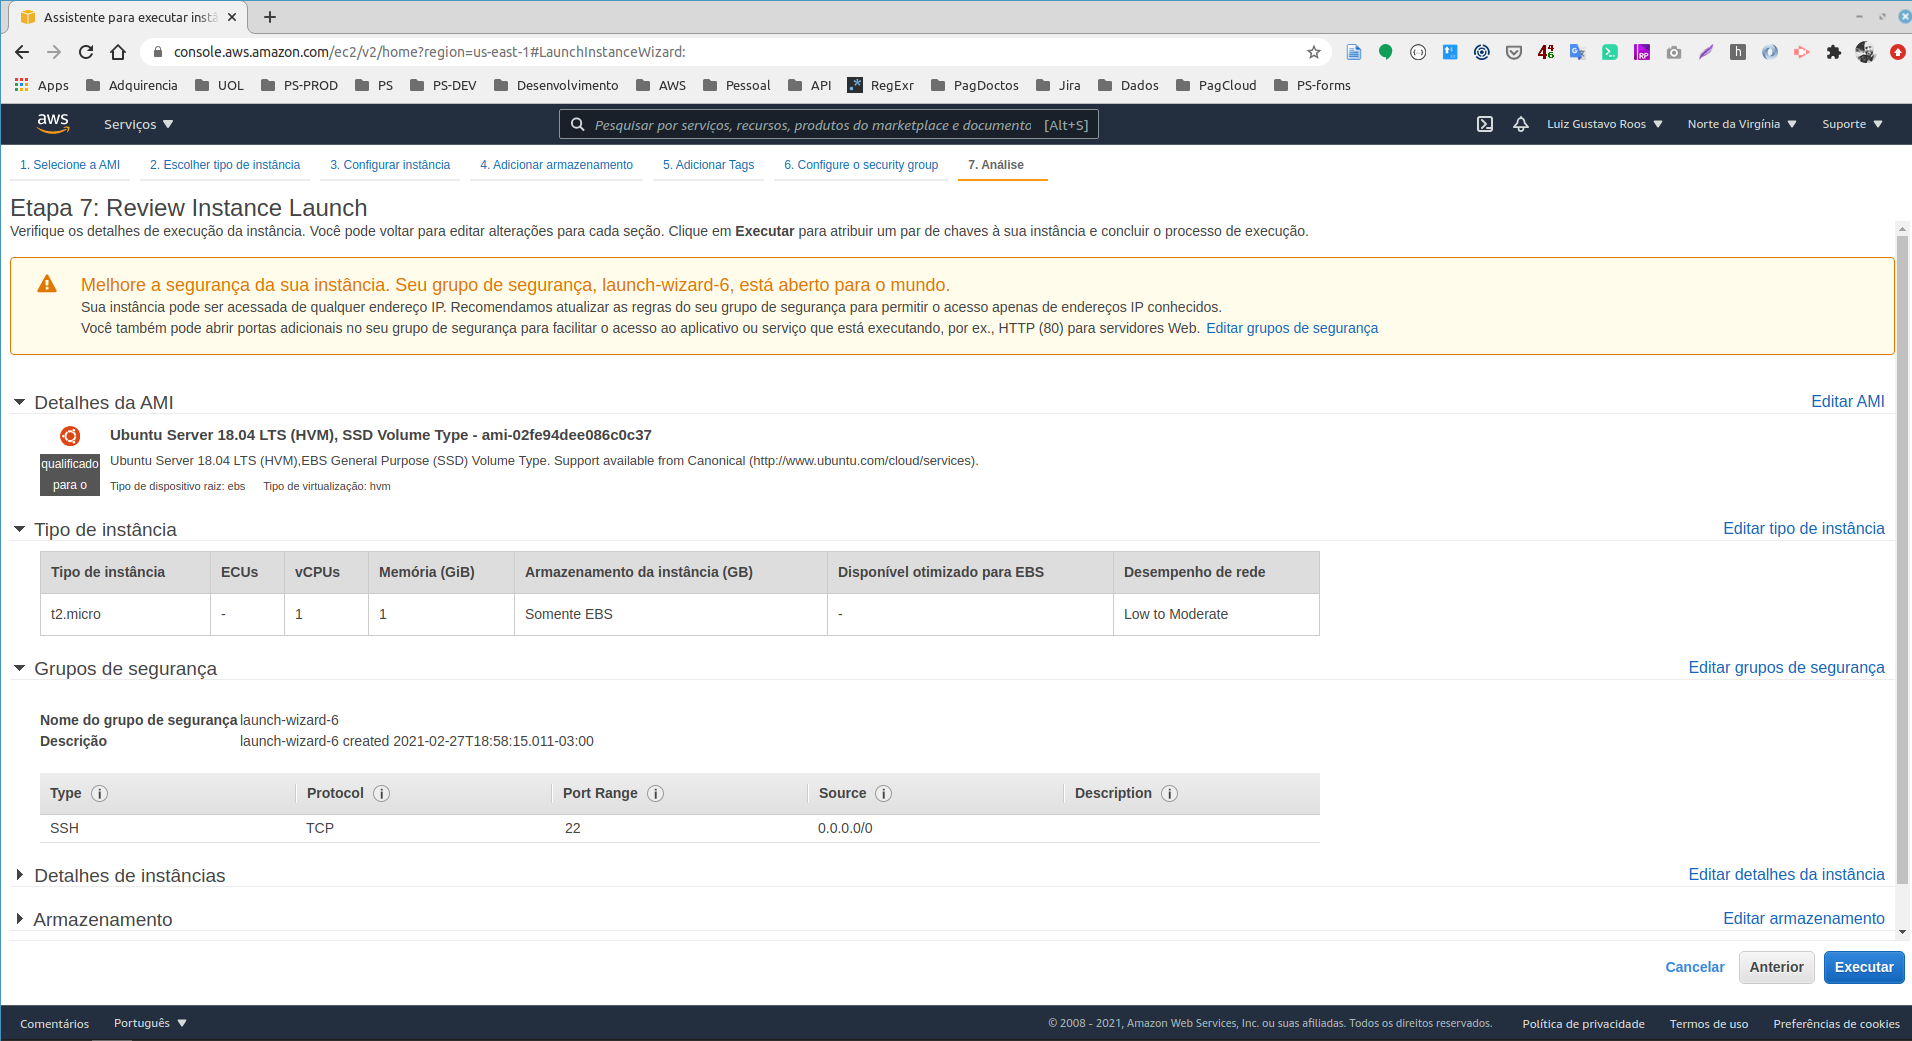 Assistente para executar instâ
console.aws.amazon.com/ec2/v2/home?region=us-east-1#LaunchInstanceWizard:
Apps Adquirencia UOL PS-PROD PS PS-DEV Desenvolvimento AWS Pessoal API RegExr PagDoctos Jira Dados PagCloud PS-forms
aws Serviços Pesquisar por serviços, recursos, produtos do marketplace e documento [Alt+S] Luiz Gustavo Roos Norte da Virgínia Suporte
1. Selecione a AMI 2. Escolher tipo de instância 3. Configurar instância 4. Adicionar armazenamento 5. Adicionar Tags 6. Configure o security group 7. Análise
Etapa 7: Review Instance Launch
Verifique os detalhes de execução da instância. Você pode voltar para editar alterações para cada seção. Clique em Executar para atribuir um par de chaves à sua instância e concluir o processo de execução.
Melhore a segurança da sua instância. Seu grupo de segurança, launch-wizard-6, está aberto para o mundo.
Sua instância pode ser acessada de qualquer endereço IP. Recomendamos atualizar as regras do seu grupo de segurança para permitir o acesso apenas de endereços IP conhecidos.
Você também pode abrir portas adicionais no seu grupo de segurança para facilitar o acesso ao aplicativo ou serviço que está executando, por ex., HTTP (80) para servidores Web. Editar grupos de segurança
Detalhes da AMI Editar AMI
Ubuntu Server 18.04 LTS (HVM), SSD Volume Type - ami-02fe94dee086c0c37
qualificado
para o
Ubuntu Server 18.04 LTS (HVM),EBS General Purpose (SSD) Volume Type. Support available from Canonical (http://www.ubuntu.com/cloud/services).
Tipo de dispositivo raiz: ebs Tipo de virtualização: hvm
Tipo de instância Editar tipo de instância
Tipo de instância ECUs vCPUs Memória (GiB) Armazenamento da instância (GB) Disponível otimizado para EBS Desempenho de rede
t2.micro - 1 1 Somente EBS - Low to Moderate
Grupos de segurança Editar grupos de segurança
Nome do grupo de segurança launch-wizard-6
Descrição launch-wizard-6 created 2021-02-27T18:58:15.011-03:00
Type Protocol Port Range Source Description
SSH TCP 22 0.0.0.0/0
Detalhes de instâncias Editar detalhes da instância
Armazenamento Editar armazenamento
Cancelar Anterior Executar
Comentários Português © 2008 - 2021, Amazon Web Services, Inc. ou suas afiliadas. Todos os direitos reservados. Política de privacidade Termos de uso Preferências de cookies